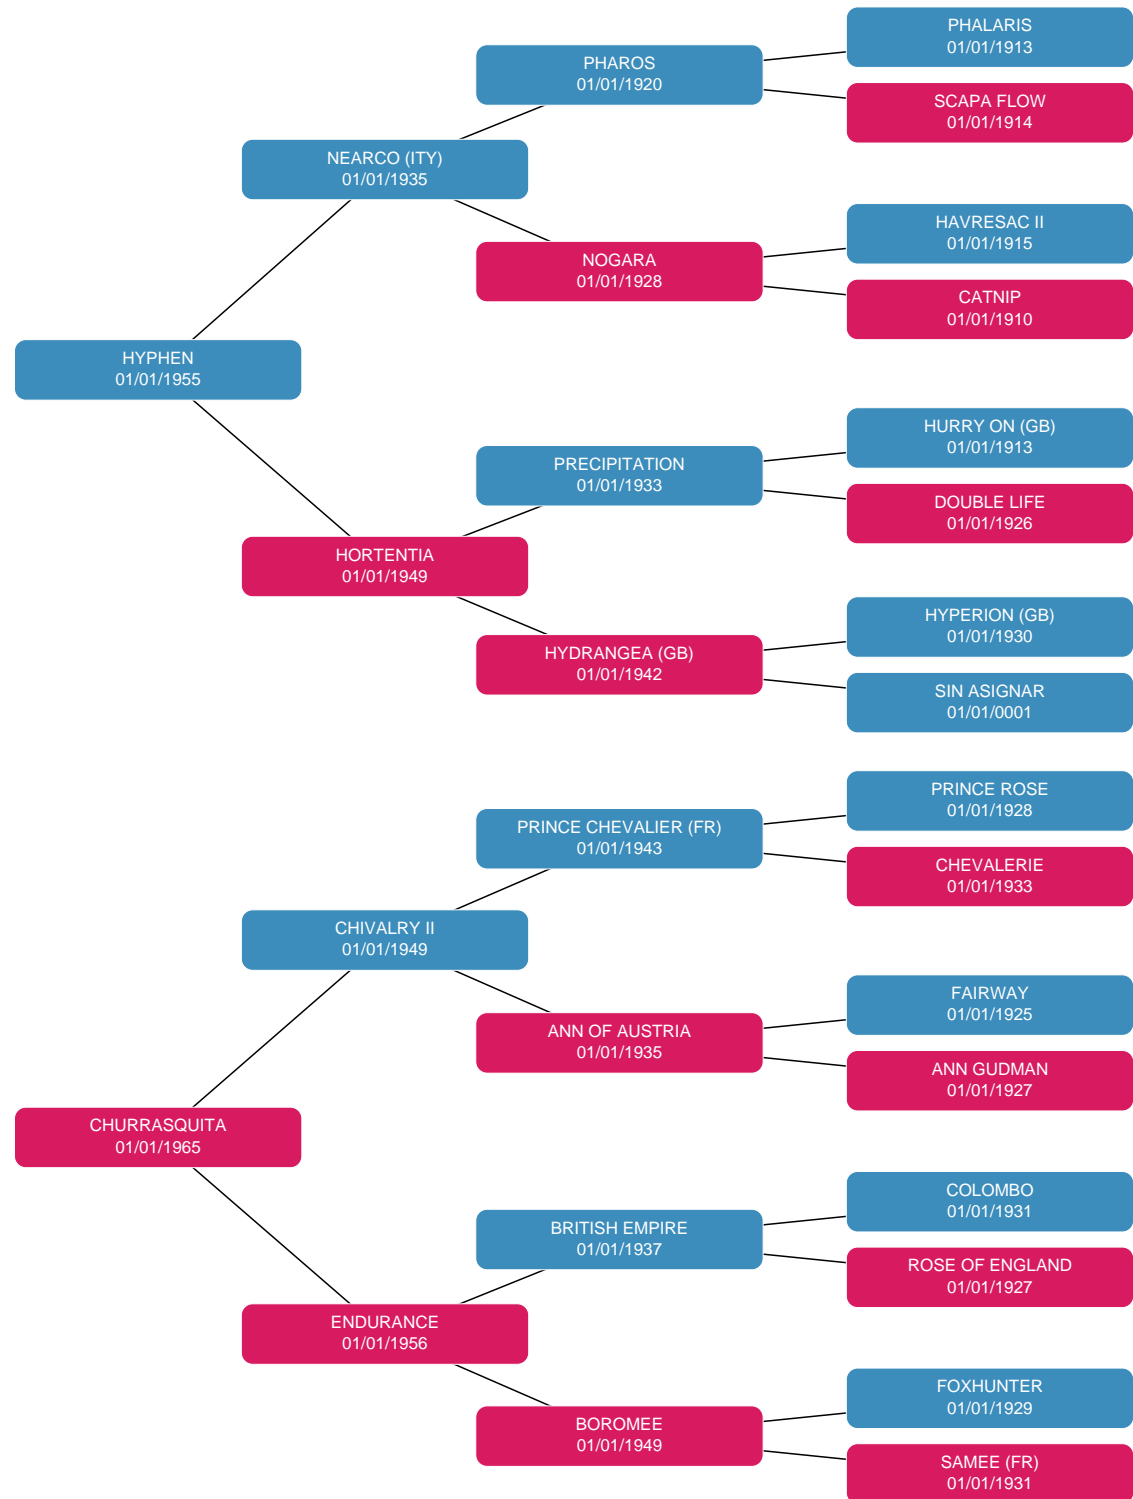 PHALARIS
01/01/1913
PHAROS
01/01/1920
SCAPA FLOW
01/01/1914
NEARCO (ITY)
01/01/1935
HAVRESAC II
01/01/1915
NOGARA
01/01/1928
CATNIP
01/01/1910
HYPHEN
01/01/1955
HURRY ON (GB)
01/01/1913
PRECIPITATION
01/01/1933
DOUBLE LIFE
01/01/1926
HORTENTIA
01/01/1949
HYPERION (GB)
01/01/1930
HYDRANGEA (GB)
01/01/1942
SIN ASIGNAR
01/01/0001
PRINCE ROSE
01/01/1928
PRINCE CHEVALIER (FR)
01/01/1943
CHEVALERIE
01/01/1933
CHIVALRY II
01/01/1949
FAIRWAY
01/01/1925
ANN OF AUSTRIA
01/01/1935
ANN GUDMAN
01/01/1927
CHURRASQUITA
01/01/1965
COLOMBO
01/01/1931
BRITISH EMPIRE
01/01/1937
ROSE OF ENGLAND
01/01/1927
ENDURANCE
01/01/1956
FOXHUNTER
01/01/1929
BOROMEE
01/01/1949
SAMEE (FR)
01/01/1931